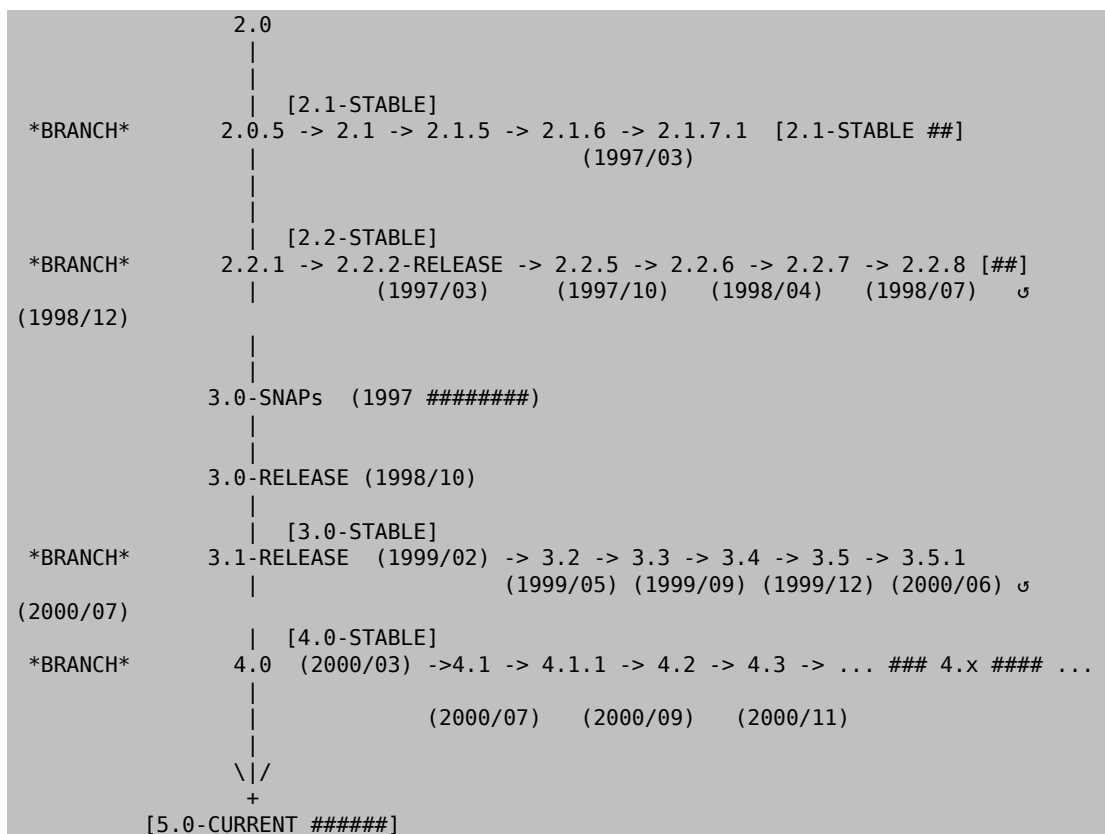 2.0
|
|
| [2.1-STABLE]
*BRANCH* 2.0.5 -> 2.1 -> 2.1.5 -> 2.1.6 -> 2.1.7.1 [2.1-STABLE ##]
| (1997/03)
|
|
| [2.2-STABLE]
*BRANCH* 2.2.1 -> 2.2.2-RELEASE -> 2.2.5 -> 2.2.6 -> 2.2.7 -> 2.2.8 [##]
| (1997/03) (1997/10) (1998/04) (1998/07) ↺
(1998/12)
|
|
3.0-SNAPs (1997 ########)
|
|
3.0-RELEASE (1998/10)
|
| [3.0-STABLE]
*BRANCH* 3.1-RELEASE (1999/02) -> 3.2 -> 3.3 -> 3.4 -> 3.5 -> 3.5.1
| (1999/05) (1999/09) (1999/12) (2000/06) ↺
(2000/07)
| [4.0-STABLE]
*BRANCH* 4.0 (2000/03) ->4.1 -> 4.1.1 -> 4.2 -> 4.3 -> ... ### 4.x #### ...
|
| (2000/07) (2000/09) (2000/11)
|
\|/
+
[5.0-CURRENT ######]